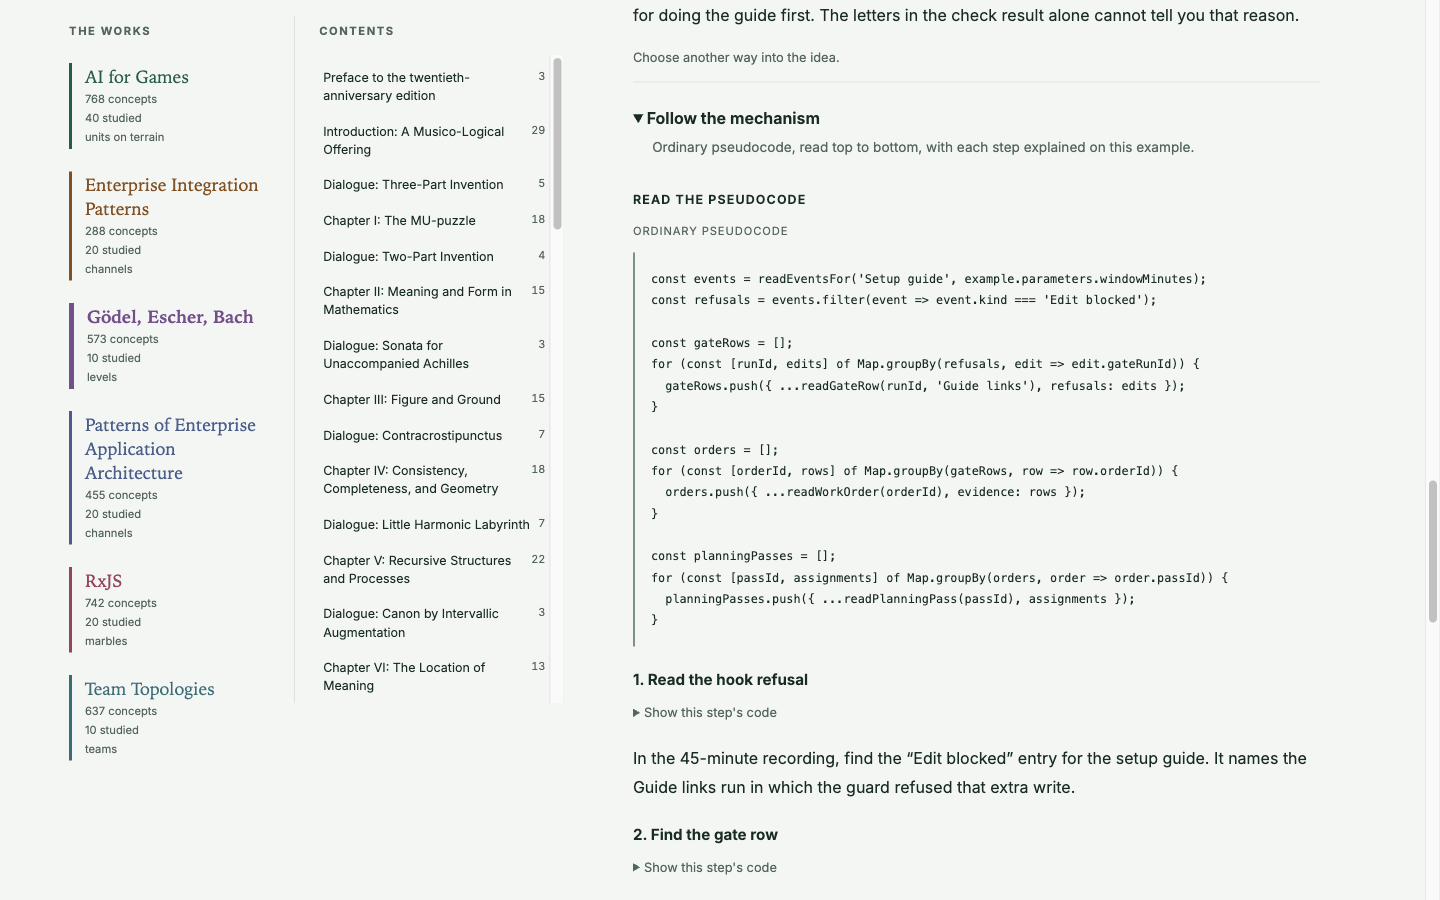 THE WORKS
AI for Games
768 concepts
40 studied
units on terrain
Enterprise Integration
Patterns
288 concepts
20 studied
channels
Gödel, Escher, Bach
573 concepts
10 studied
levels
Patterns of Enterprise
Application
Architecture
455 concepts
20 studied
channels
RxJS
742 concepts
20 studied
marbles
Team Topologies
637 concepts
10 studied
teams
CONTENTS
Preface to the twentieth- 3
anniversary edition
Introduction: A Musico-Logical 29
Offering
Dialogue: Three-Part Invention 5
Chapter I: The MU-puzzle 18
Dialogue: Two-Part Invention 4
Chapter II: Meaning and Form in 15
Mathematics
Dialogue: Sonata for 3
Unaccompanied Achilles
Chapter III: Figure and Ground 15
Dialogue: Contracrostipunctus 7
Chapter IV: Consistency, 18
Completeness, and Geometry
Dialogue: Little Harmonic Labyrinth 7
Chapter V: Recursive Structures 22
and Processes
Dialogue: Canon by Intervallic 3
Augmentation
Chapter VI: The Location of 13
Meaning
for doing the guide first. The letters in the check result alone cannot tell you that reason.
Choose another way into the idea.
▼ Follow the mechanism
Ordinary pseudocode, read top to bottom, with each step explained on this example.
READ THE PSEUDOCODE
ORDINARY PSEUDOCODE
const events = readEventsFor('Setup guide', example.parameters.windowMinutes);
const refusals = events.filter(event => event.kind === 'Edit blocked');
const gateRows = [];
for (const [runId, edits] of Map.groupBy(refusals, edit => edit.gateRunId)) {
  gateRows.push({ ...readGateRow(runId, 'Guide links'), refusals: edits });
}
const orders = [];
for (const [orderId, rows] of Map.groupBy(gateRows, row => row.orderId)) {
  orders.push({ ...readWorkOrder(orderId), evidence: rows });
}
const planningPasses = [];
for (const [passId, assignments] of Map.groupBy(orders, order => order.passId)) {
  planningPasses.push({ ...readPlanningPass(passId), assignments });
}
1. Read the hook refusal
▶ Show this step's code
In the 45-minute recording, find the “Edit blocked” entry for the setup guide. It names the
Guide links run in which the guard refused that extra write.
2. Find the gate row
▶ Show this step's code